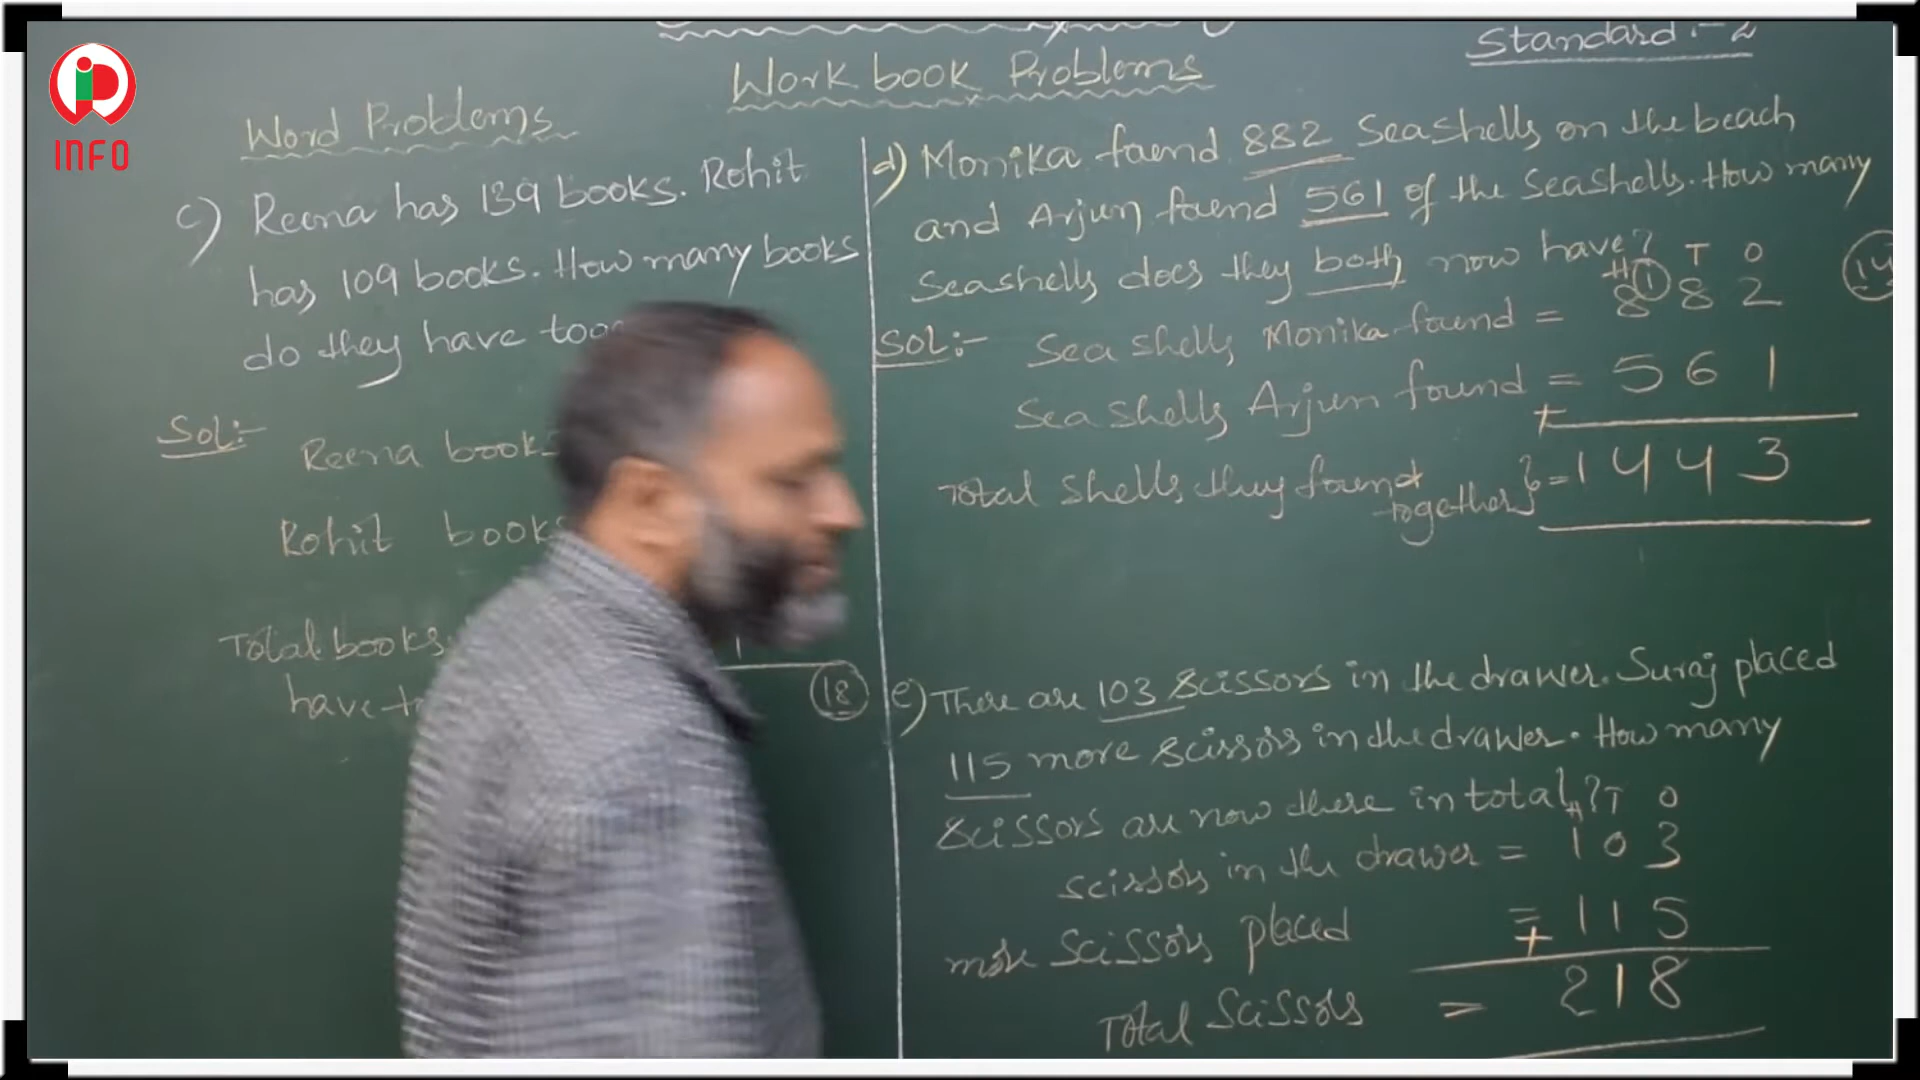 INFO
Work book Problems
Standard :- 2
Word Problems
c) Reena has 139 books. Rohit
has 109 books. How many books
do they have
Sol:-
Reena book
Rohit books
Total books
have
18
d) Monika faend 882 Seashells on the beach
and Arjun faend 561 of the Seashells. How many
Seashells does they both now have?
H T O
1
14
Sol:- Sea shells Monika found = 8 8 2
Sea shells Arjun found = 5 6 1
+
Total shells they found together } = 1 4 4 3
e) There are 103 Scissors in the drawer. Suraj placed
115 more scissors in the drawer. How many
Scissors are now there in total?
H T O
scissors in the drawer = 1 0 3
more Scissors placed = 1 1 5
+
Total Scissors = 2 1 8